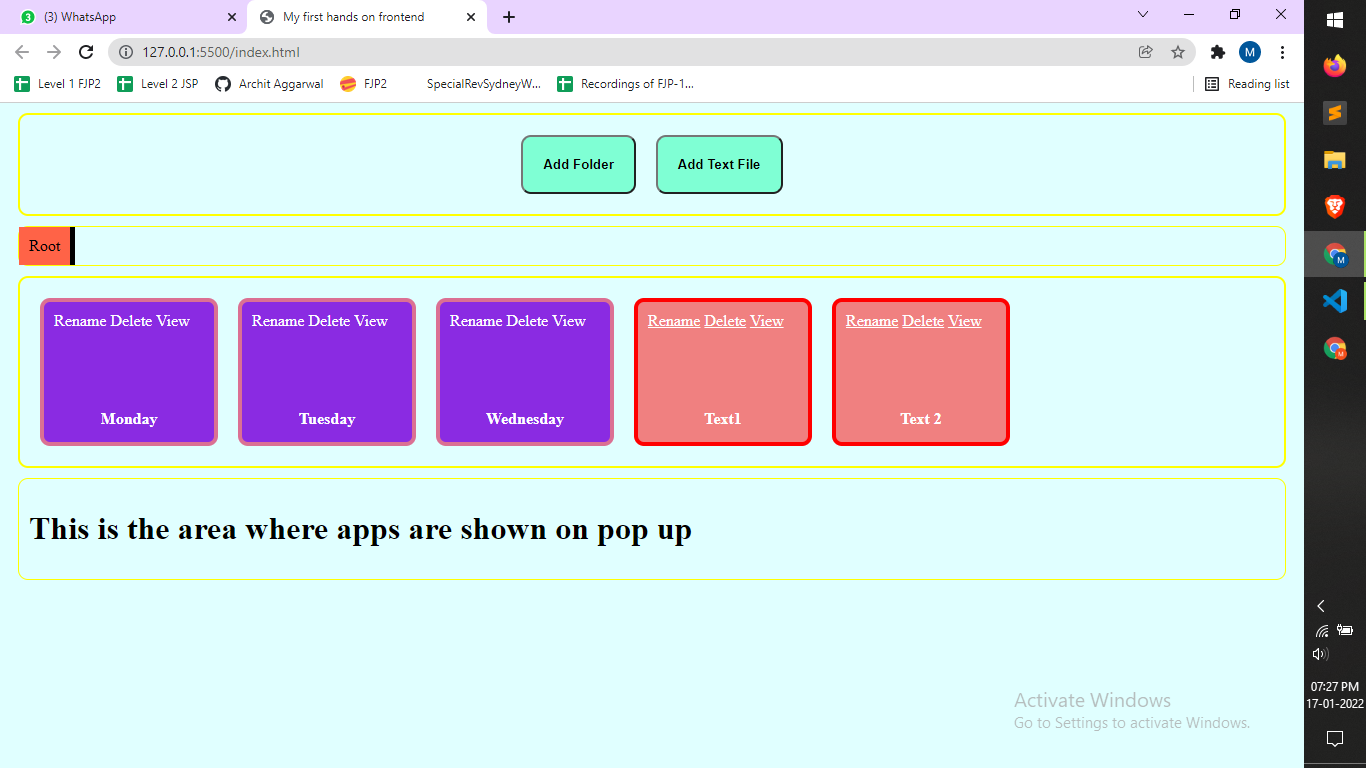 (3) WhatsApp
My first hands on frontend
127.0.0.1:5500/index.html
M
Level 1 FJP2
Level 2 JSP
Archit Aggarwal
FJP2
SpecialRevSydneyW...
Recordings of FJP-1...
Reading list
Add Folder
Add Text File
Root
Rename Delete View
Monday
Rename Delete View
Tuesday
Rename Delete View
Wednesday
Rename Delete View
Text1
Rename Delete View
Text 2
This is the area where apps are shown on pop up
Activate Windows
Go to Settings to activate Windows.
07:27 PM
17-01-2022